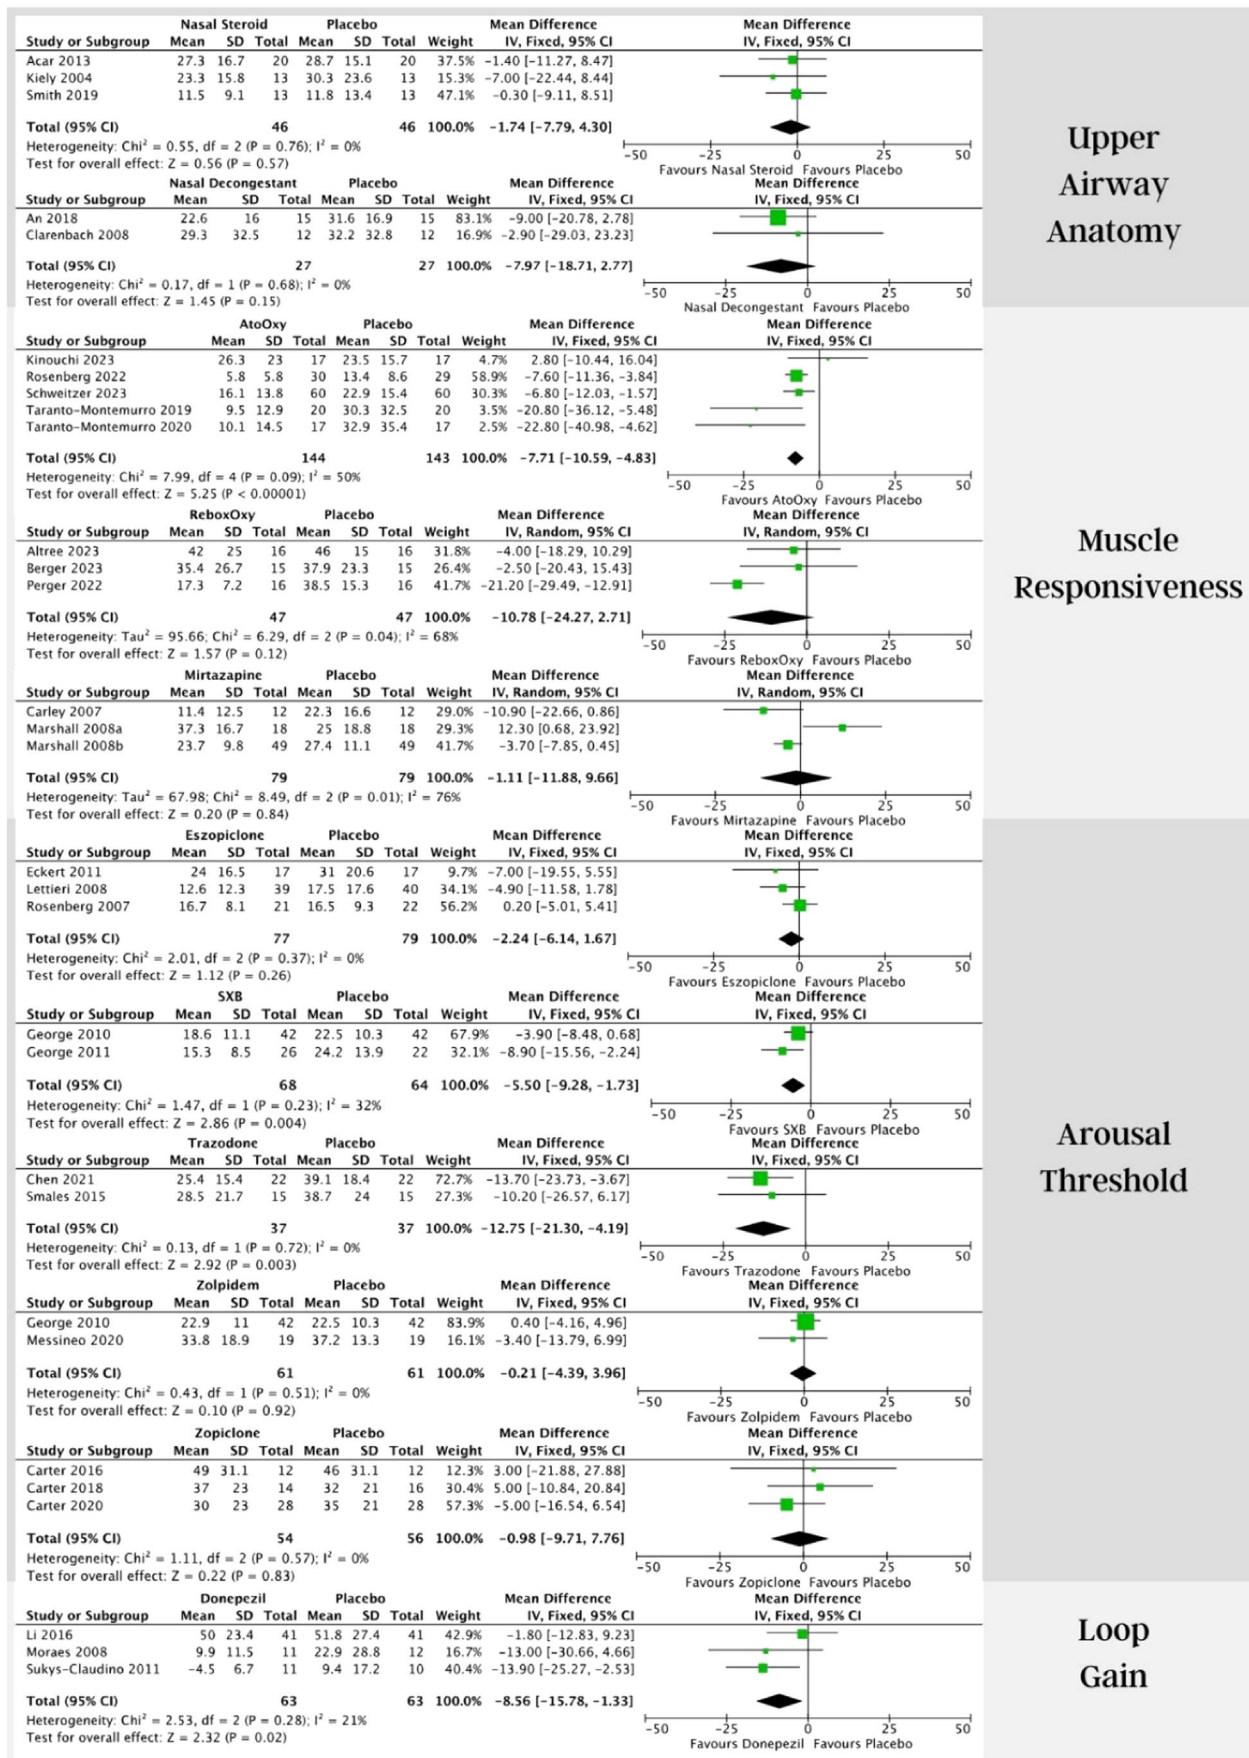 Nasal Steroid Placebo Mean Difference Mean Difference
Study or Subgroup Mean SD Total Mean SD Total Weight IV, Fixed, 95% CI IV, Fixed, 95% CI
Acar 2013 27.3 16.7 20 28.7 15.1 20 37.5% -1.40 [-11.27, 8.47]
Kiely 2004 23.3 15.8 13 30.3 23.6 13 15.3% -7.00 [-22.44, 8.44]
Smith 2019 11.5 9.1 13 11.8 13.4 13 47.1% -0.30 [-9.11, 8.51]
Total (95% CI) 46 46 100.0% -1.74 [-7.79, 4.30]
Heterogeneity: Chi² = 0.55, df = 2 (P = 0.76); I² = 0%
Test for overall effect: Z = 0.56 (P = 0.57)
-50 -25 0 25 50
Favours Nasal Steroid Favours Placebo
Nasal Decongestant Placebo Mean Difference Mean Difference
Study or Subgroup Mean SD Total Mean SD Total Weight IV, Fixed, 95% CI IV, Fixed, 95% CI
An 2018 22.6 16 15 31.6 16.9 15 83.1% -9.00 [-20.78, 2.78]
Clarenbach 2008 29.3 32.5 12 32.2 32.8 12 16.9% -2.90 [-29.03, 23.23]
Total (95% CI) 27 27 100.0% -7.97 [-18.71, 2.77]
Heterogeneity: Chi² = 0.17, df = 1 (P = 0.68); I² = 0%
Test for overall effect: Z = 1.45 (P = 0.15)
-50 -25 0 25 50
Nasal Decongestant Favours Placebo
Upper
Airway
Anatomy
AtoOxy Placebo Mean Difference Mean Difference
Study or Subgroup Mean SD Total Mean SD Total Weight IV, Fixed, 95% CI IV, Fixed, 95% CI
Kinouchi 2023 26.3 23 17 23.5 15.7 17 4.7% 2.80 [-10.44, 16.04]
Rosenberg 2022 5.8 5.8 30 13.4 8.6 29 58.9% -7.60 [-11.36, -3.84]
Schweitzer 2023 16.1 13.8 60 22.9 15.4 60 30.3% -6.80 [-12.03, -1.57]
Taranto-Montemurro 2019 9.5 12.9 20 30.3 32.5 20 3.5% -20.80 [-36.12, -5.48]
Taranto-Montemurro 2020 10.1 14.5 17 32.9 35.4 17 2.5% -22.80 [-40.98, -4.62]
Total (95% CI) 144 143 100.0% -7.71 [-10.59, -4.83]
Heterogeneity: Chi² = 7.99, df = 4 (P = 0.09); I² = 50%
Test for overall effect: Z = 5.25 (P < 0.00001)
-50 -25 0 25 50
Favours AtoOxy Favours Placebo
ReboxOxy Placebo Mean Difference Mean Difference
Study or Subgroup Mean SD Total Mean SD Total Weight IV, Random, 95% CI IV, Random, 95% CI
Altree 2023 42 25 16 46 15 16 31.8% -4.00 [-18.29, 10.29]
Berger 2023 35.4 26.7 15 37.9 23.3 15 26.4% -2.50 [-20.43, 15.43]
Perger 2022 17.3 7.2 16 38.5 15.3 16 41.7% -21.20 [-29.49, -12.91]
Total (95% CI) 47 47 100.0% -10.78 [-24.27, 2.71]
Heterogeneity: Tau² = 95.66; Chi² = 6.29, df = 2 (P = 0.04); I² = 68%
Test for overall effect: Z = 1.57 (P = 0.12)
-50 -25 0 25 50
Favours ReboxOxy Favours Placebo
Mirtazapine Placebo Mean Difference Mean Difference
Study or Subgroup Mean SD Total Mean SD Total Weight IV, Random, 95% CI IV, Random, 95% CI
Carley 2007 11.4 12.5 12 22.3 16.6 12 29.0% -10.90 [-22.66, 0.86]
Marshall 2008a 37.3 16.7 18 25 18.8 18 29.3% 12.30 [0.68, 23.92]
Marshall 2008b 23.7 9.8 49 27.4 11.1 49 41.7% -3.70 [-7.85, 0.45]
Total (95% CI) 79 79 100.0% -1.11 [-11.88, 9.66]
Heterogeneity: Tau² = 67.98; Chi² = 8.49, df = 2 (P = 0.01); I² = 76%
Test for overall effect: Z = 0.20 (P = 0.84)
-50 -25 0 25 50
Favours Mirtazapine Favours Placebo
Muscle
Responsiveness
Eszopiclone Placebo Mean Difference Mean Difference
Study or Subgroup Mean SD Total Mean SD Total Weight IV, Fixed, 95% CI IV, Fixed, 95% CI
Eckert 2011 24 16.5 17 31 20.6 17 9.7% -7.00 [-19.55, 5.55]
Lettieri 2008 12.6 12.3 39 17.5 17.6 40 34.1% -4.90 [-11.58, 1.78]
Rosenberg 2007 16.7 8.1 21 16.5 9.3 22 56.2% 0.20 [-5.01, 5.41]
Total (95% CI) 77 79 100.0% -2.24 [-6.14, 1.67]
Heterogeneity: Chi² = 2.01, df = 2 (P = 0.37); I² = 0%
Test for overall effect: Z = 1.12 (P = 0.26)
-50 -25 0 25 50
Favours Eszopiclone Favours Placebo
SXB Placebo Mean Difference Mean Difference
Study or Subgroup Mean SD Total Mean SD Total Weight IV, Fixed, 95% CI IV, Fixed, 95% CI
George 2010 18.6 11.1 42 22.5 10.3 42 67.9% -3.90 [-8.48, 0.68]
George 2011 15.3 8.5 26 24.2 13.9 22 32.1% -8.90 [-15.56, -2.24]
Total (95% CI) 68 64 100.0% -5.50 [-9.28, -1.73]
Heterogeneity: Chi² = 1.47, df = 1 (P = 0.23); I² = 32%
Test for overall effect: Z = 2.86 (P = 0.004)
-50 -25 0 25 50
Favours SXB Favours Placebo
Trazodone Placebo Mean Difference Mean Difference
Study or Subgroup Mean SD Total Mean SD Total Weight IV, Fixed, 95% CI IV, Fixed, 95% CI
Chen 2021 25.4 15.4 22 39.1 18.4 22 72.7% -13.70 [-23.73, -3.67]
Smales 2015 28.5 21.7 15 38.7 24 15 27.3% -10.20 [-26.57, 6.17]
Total (95% CI) 37 37 100.0% -12.75 [-21.30, -4.19]
Heterogeneity: Chi² = 0.13, df = 1 (P = 0.72); I² = 0%
Test for overall effect: Z = 2.92 (P = 0.003)
-50 -25 0 25 50
Favours Trazodone Favours Placebo
Zolpidem Placebo Mean Difference Mean Difference
Study or Subgroup Mean SD Total Mean SD Total Weight IV, Fixed, 95% CI IV, Fixed, 95% CI
George 2010 22.9 11 42 22.5 10.3 42 83.9% 0.40 [-4.16, 4.96]
Messineo 2020 33.8 18.9 19 37.2 13.3 19 16.1% -3.40 [-13.79, 6.99]
Total (95% CI) 61 61 100.0% -0.21 [-4.39, 3.96]
Heterogeneity: Chi² = 0.43, df = 1 (P = 0.51); I² = 0%
Test for overall effect: Z = 0.10 (P = 0.92)
-50 -25 0 25 50
Favours Zolpidem Favours Placebo
Zopiclone Placebo Mean Difference Mean Difference
Study or Subgroup Mean SD Total Mean SD Total Weight IV, Fixed, 95% CI IV, Fixed, 95% CI
Carter 2016 49 31.1 12 46 31.1 12 12.3% 3.00 [-21.88, 27.88]
Carter 2018 37 23 14 32 21 16 30.4% 5.00 [-10.84, 20.84]
Carter 2020 30 23 28 35 21 28 57.3% -5.00 [-16.54, 6.54]
Total (95% CI) 54 56 100.0% -0.98 [-9.71, 7.76]
Heterogeneity: Chi² = 1.11, df = 2 (P = 0.57); I² = 0%
Test for overall effect: Z = 0.22 (P = 0.83)
-50 -25 0 25 50
Favours Zopiclone Favours Placebo
Arousal
Threshold
Donepezil Placebo Mean Difference Mean Difference
Study or Subgroup Mean SD Total Mean SD Total Weight IV, Fixed, 95% CI IV, Fixed, 95% CI
Li 2016 50 23.4 41 51.8 27.4 41 42.9% -1.80 [-12.83, 9.23]
Moraes 2008 9.9 11.5 11 22.9 28.8 12 16.7% -13.00 [-30.66, 4.66]
Sukys-Claudino 2011 -4.5 6.7 11 9.4 17.2 10 40.4% -13.90 [-25.27, -2.53]
Total (95% CI) 63 63 100.0% -8.56 [-15.78, -1.33]
Heterogeneity: Chi² = 2.53, df = 2 (P = 0.28); I² = 21%
Test for overall effect: Z = 2.32 (P = 0.02)
-50 -25 0 25 50
Favours Donepezil Favours Placebo
Loop
Gain